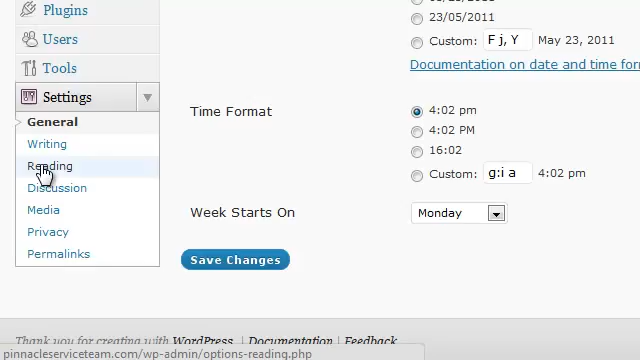 Plugins
Users
Tools
Settings
General
Writing
Reading
Discussion
Media
Privacy
Permalinks
23/05/2011
Custom: F j, Y May 23, 2011
Documentation on date and time for
Time Format
4:02 pm
4:02 PM
16:02
Custom: g:i a 4:02 pm
Week Starts On Monday
Save Changes
Thank you for creating with WordPress. | Documentation | Feedback
pinnacleserviceteam.com/wp-admin/options-reading.php